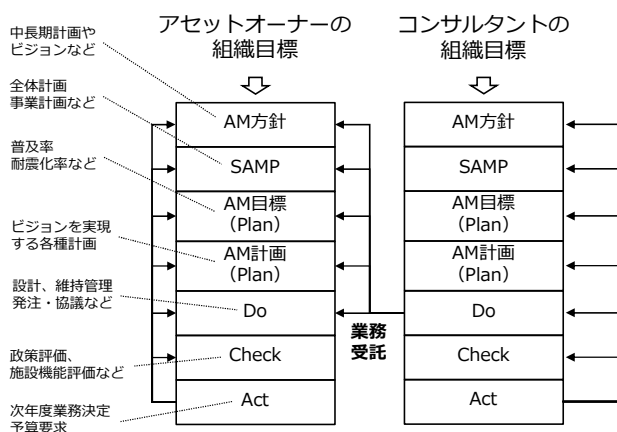 アセットオーナーの
組織目標
コンサルタントの
組織目標
中長期計画や
ビジョンなど
全体計画
事業計画など
普及率
耐震化率など
ビジョンを実現
する各種計画
設計、維持管理
発注・協議など
政策評価、
施設機能評価など
次年度業務決定
予算要求
AM方針
SAMP
AM目標
(Plan)
AM計画
(Plan)
Do
Check
Act
業務
受託
AM方針
SAMP
AM目標
(Plan)
AM計画
(Plan)
Do
Check
Act